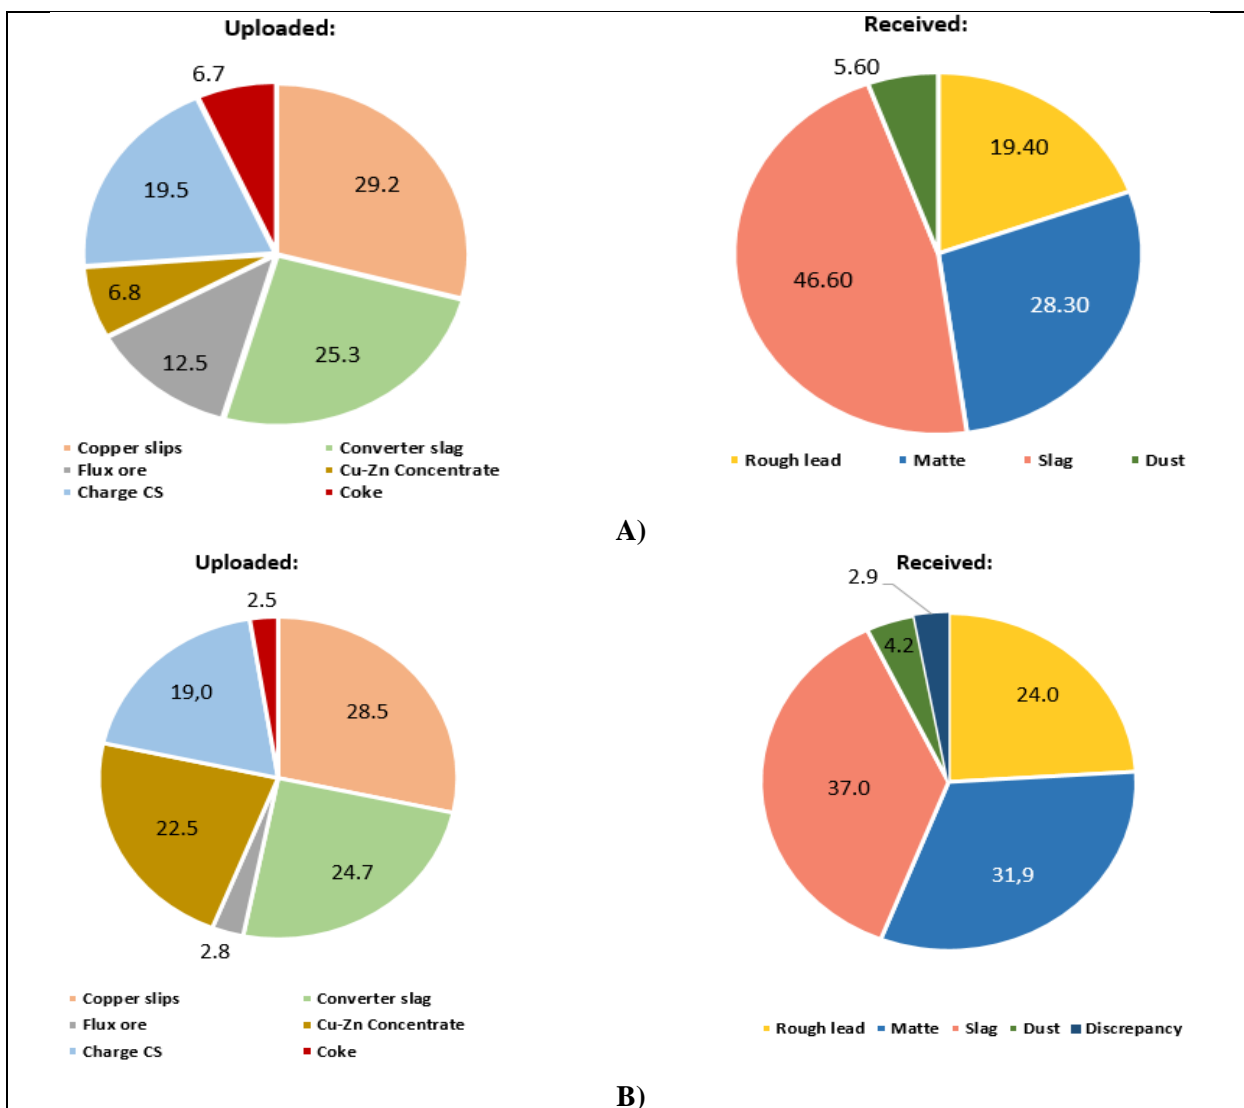 Uploaded:
6.7
29.2
19.5
6.8
12.5
25.3
Copper slips
Converter slag
Flux ore
Cu-Zn Concentrate
Charge CS
Coke
Received:
5.60
19.40
46.60
28.30
Rough lead
Matte
Slag
Dust
A)
Uploaded:
2.5
28.5
19,0
22.5
24.7
2.8
Copper slips
Converter slag
Flux ore
Cu-Zn Concentrate
Charge CS
Coke
Received:
2.9
4.2
24.0
37.0
31,9
Rough lead
Matte
Slag
Dust
Discrepancy
B)